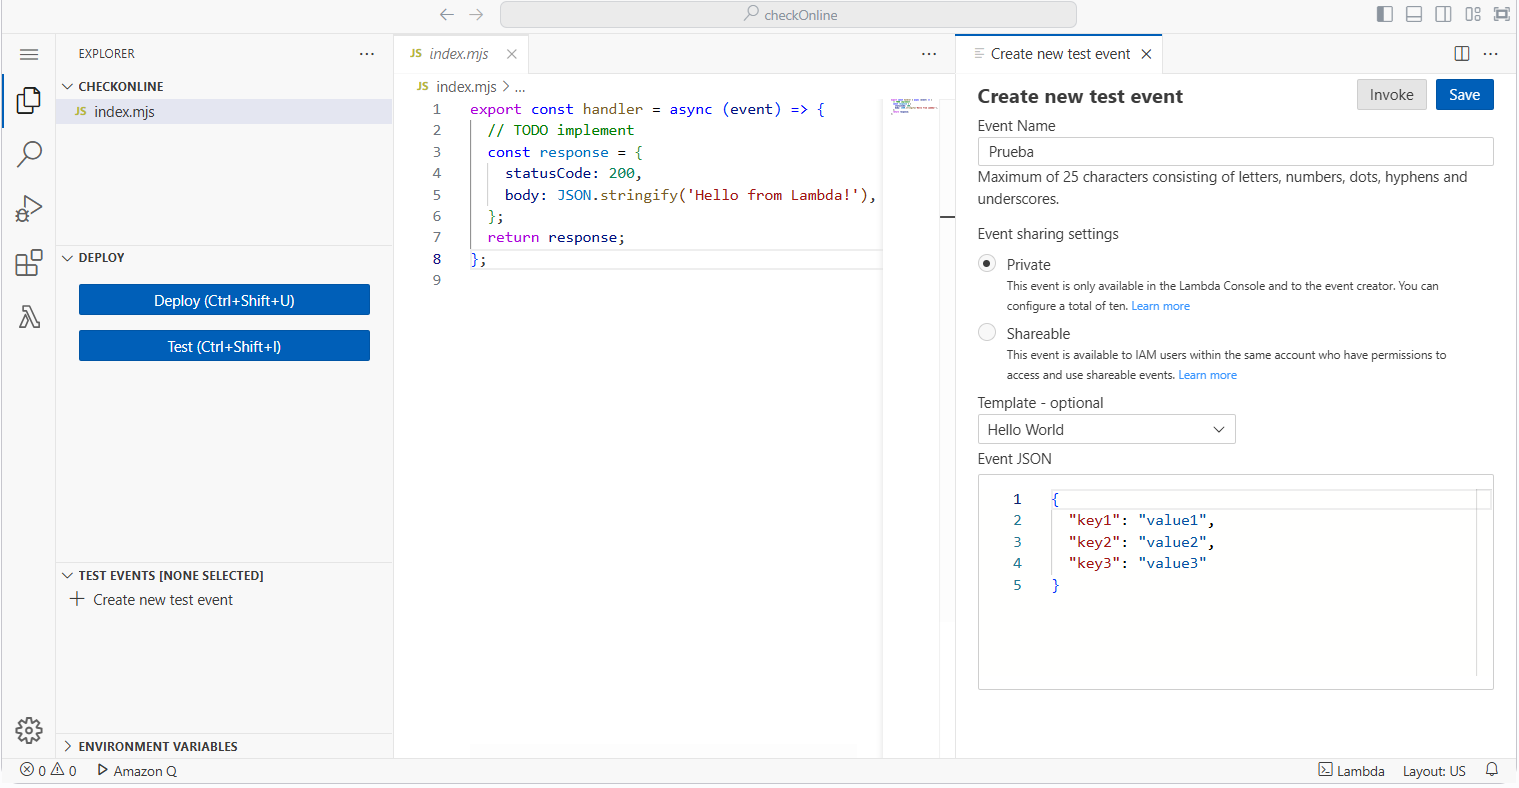 checkOnline
EXPLORER
CHECKONLINE
JS index.mjs
DEPLOY
Deploy (Ctrl+Shift+U)
Test (Ctrl+Shift+I)
TEST EVENTS [NONE SELECTED]
Create new test event
ENVIRONMENT VARIABLES
JS index.mjs
JS index.mjs > ...
1 export const handler = async (event) => {
2 // TODO implement
3 const response = {
4 statusCode: 200,
5 body: JSON.stringify('Hello from Lambda!'),
6 };
7 return response;
8 };
9
Create new test event
Create new test event
Invoke
Save
Event Name
Prueba
Maximum of 25 characters consisting of letters, numbers, dots, hyphens and
underscores.
Event sharing settings
Private
This event is only available in the Lambda Console and to the event creator. You can
configure a total of ten. Learn more
Shareable
This event is available to IAM users within the same account who have permissions to
access and use shareable events. Learn more
Template - optional
Hello World
Event JSON
1 {
2 "key1": "value1",
3 "key2": "value2",
4 "key3": "value3"
5 }
0 0 Amazon Q
Lambda Layout: US